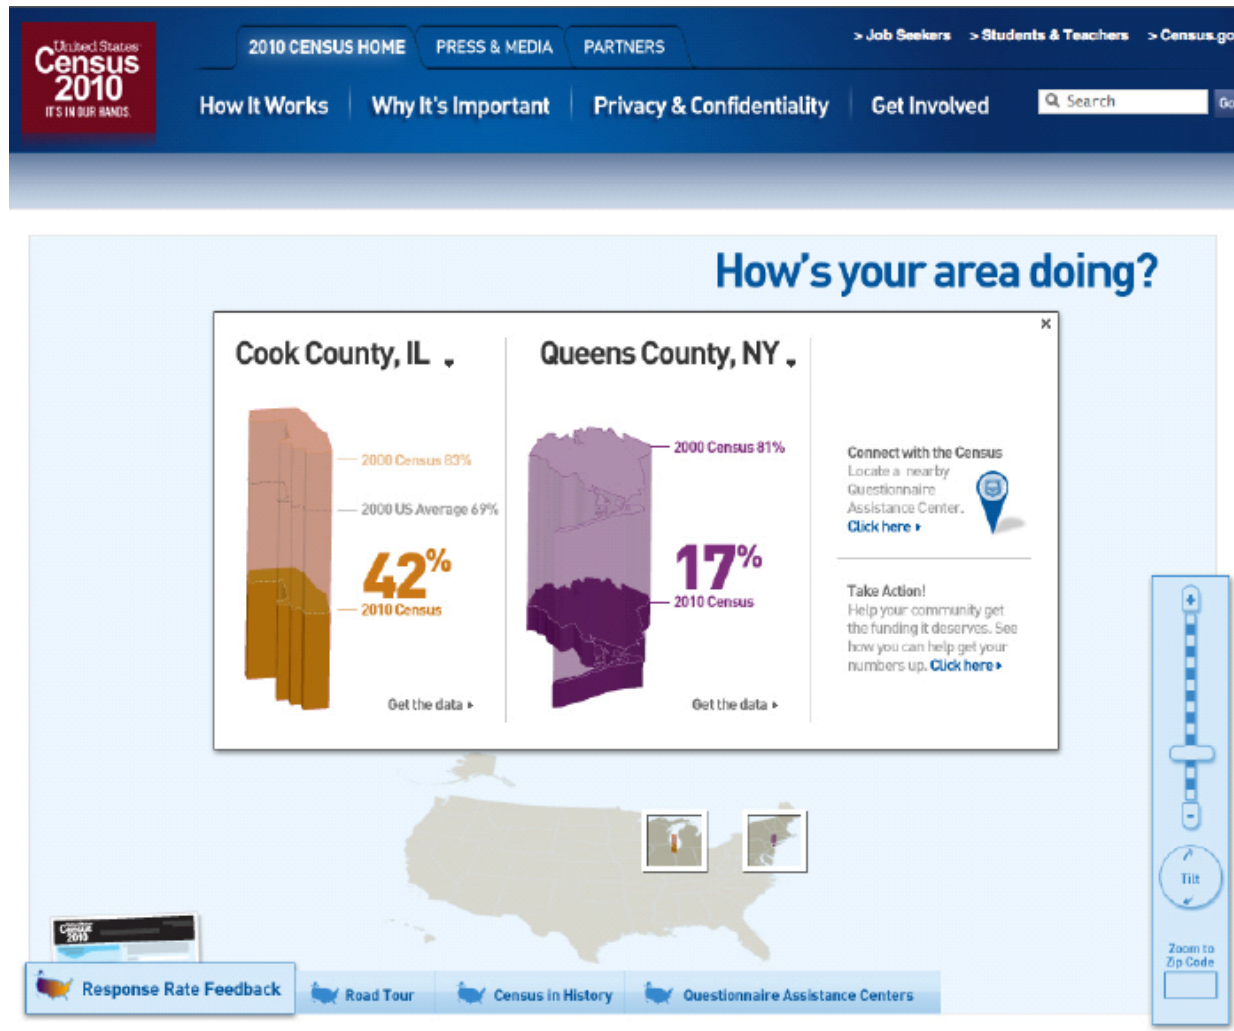 United States
Census
2010
IT'S IN OUR HANDS.
2010 CENSUS HOME
PRESS & MEDIA
PARTNERS
> Job Seekers
> Students & Teachers
> Census.go
How It Works
Why It's Important
Privacy & Confidentiality
Get Involved
Search
Go
How's your area doing?
x
Cook County, IL
2000 Census 83%
2000 US Average 69%
42%
2010 Census
Get the data
Queens County, NY
2000 Census 81%
17%
2010 Census
Get the data
Connect with the Census
Locate a nearby
Questionnaire
Assistance Center.
Click here
Take Action!
Help your community get
the funding it deserves. See
how you can help get your
numbers up. Click here
+
-
Tilt
Zoom to
Zip Code
Census
2010
Response Rate Feedback
Road Tour
Census in History
Questionnaire Assistance Centers